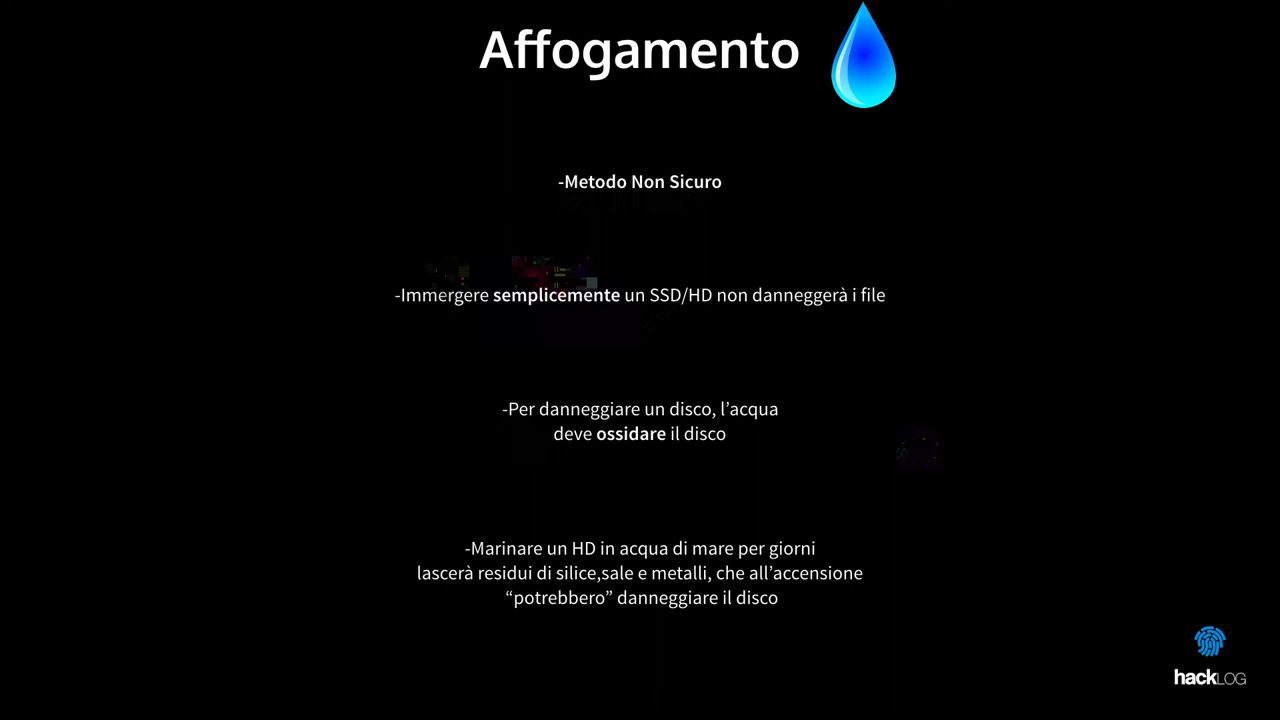 Affogamento
-Metodo Non Sicuro
-Immergere semplicemente un SSD/HD non danneggerà i file
-Per danneggiare un disco, l’acqua
deve ossidare il disco
-Marinare un HD in acqua di mare per giorni
lascerà residui di silice,sale e metalli, che all’accensione
“potrebbero” danneggiare il disco
hackLOG